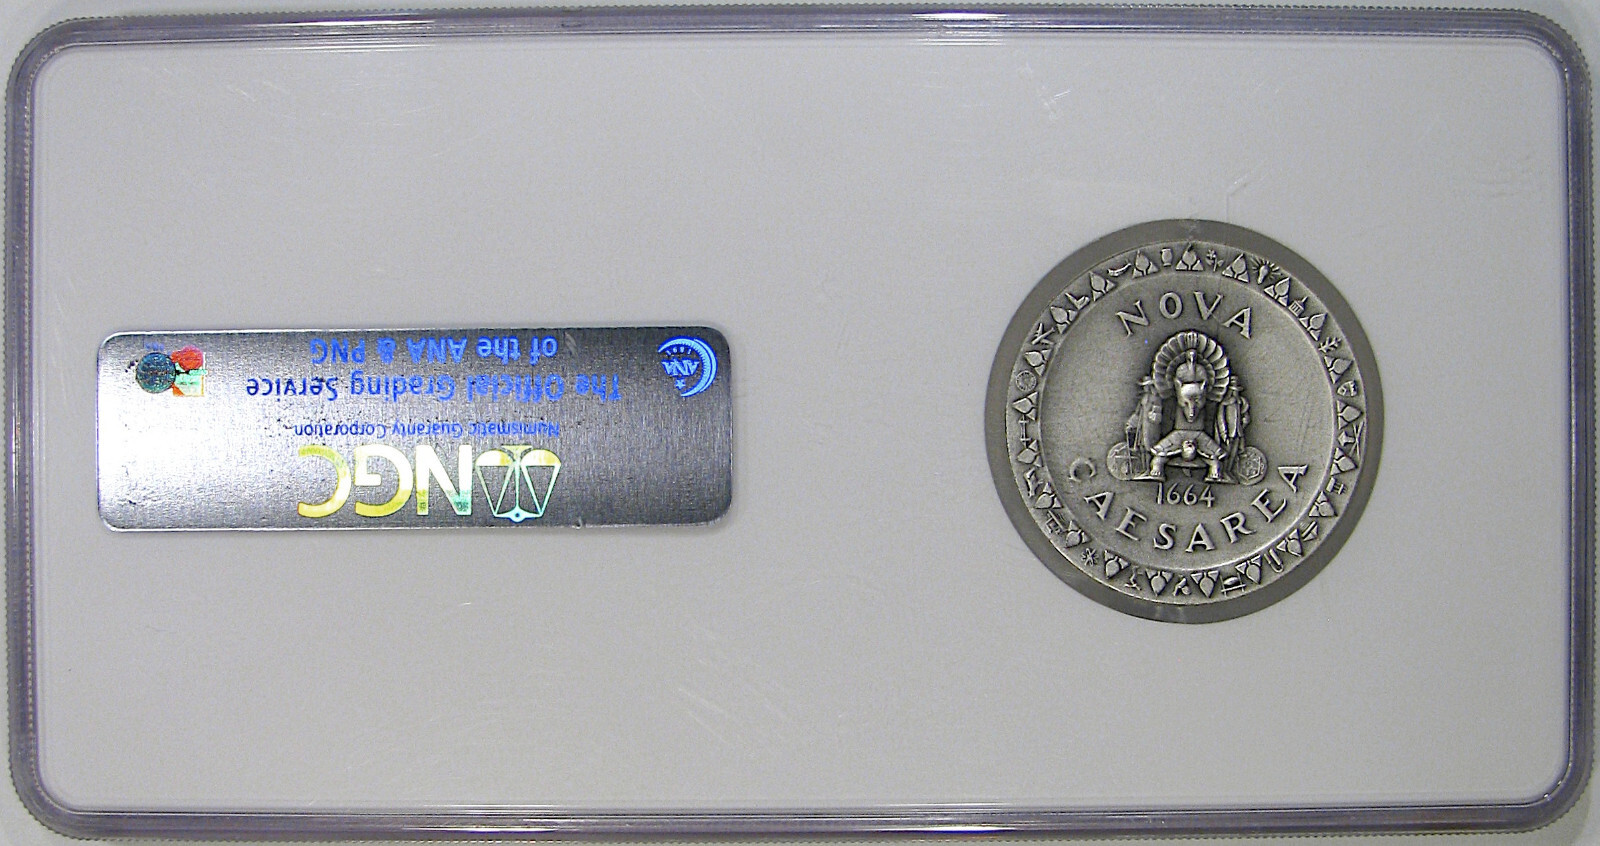 NGC
Numismatic Guaranty Corporation
The Official Grading Service
of the ANA & PNG
ANA
NOVA
1664
CAESAREA